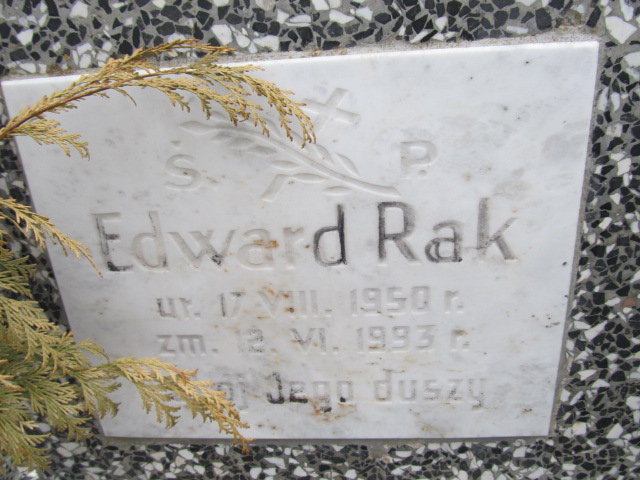 Ś. P.
Edward Rak
ur. 17. VIII. 1950 r.
zm. 12. VI. 1993 r.
Jego duszy